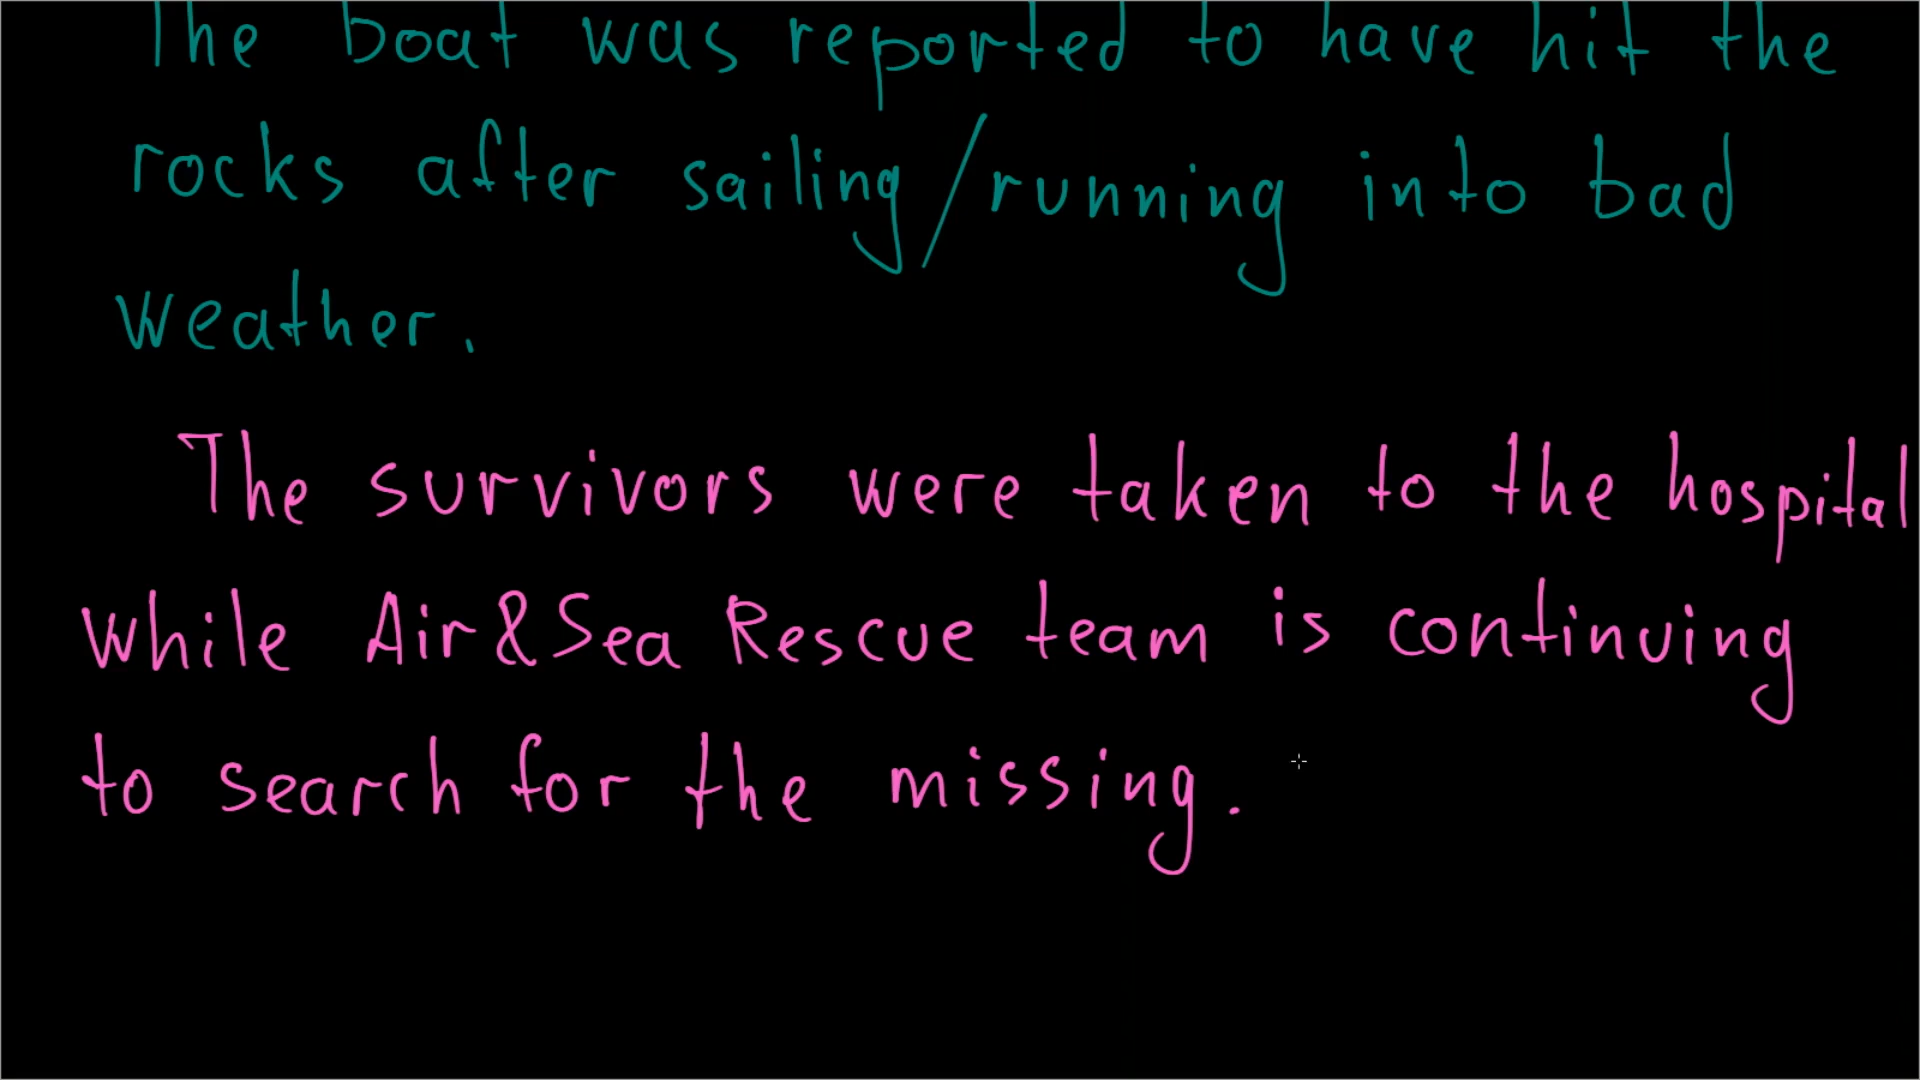 The boat was reported to have hit the
rocks after sailing/running into bad
weather.
The survivors were taken to the hospital
while Air&Sea Rescue team is continuing
to search for the missing.